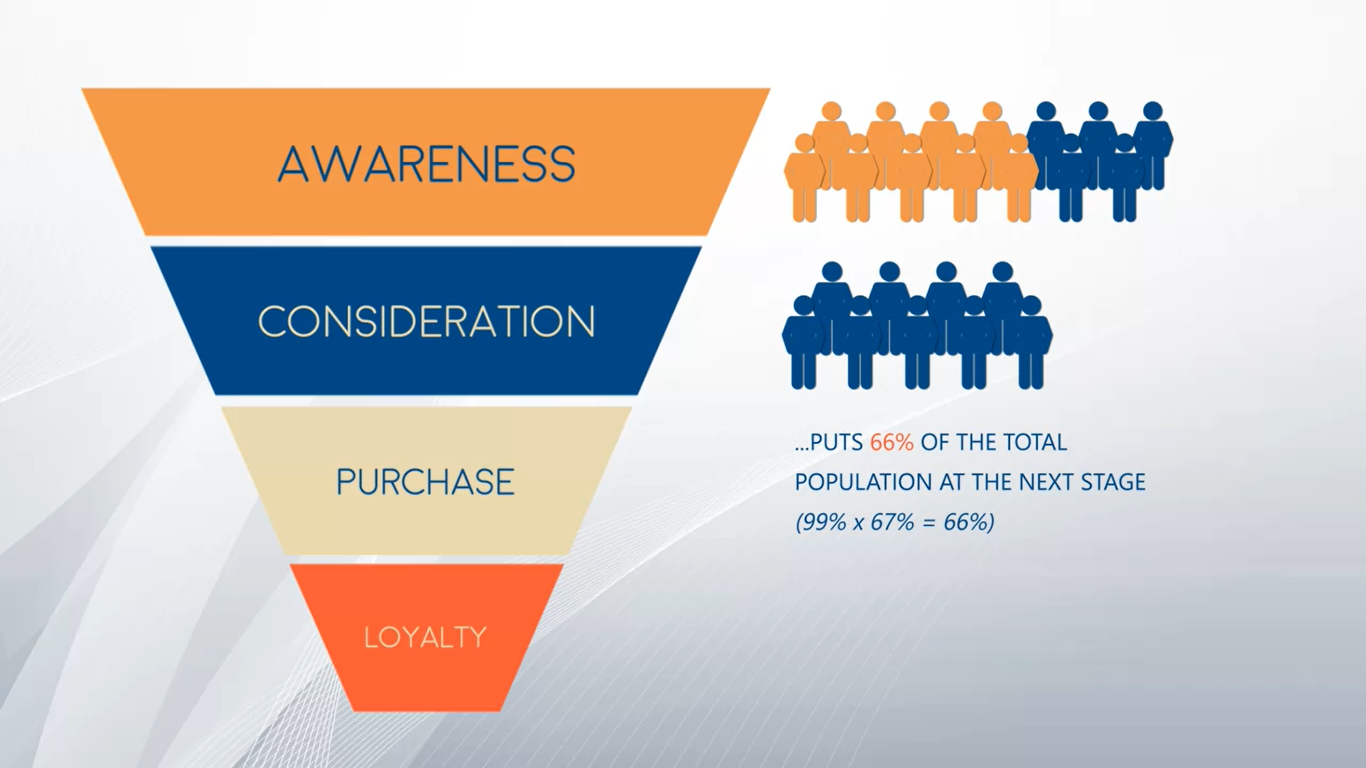 AWARENESS
CONSIDERATION
PURCHASE
LOYALTY
...PUTS 66% OF THE TOTAL
POPULATION AT THE NEXT STAGE
(99% x 67% = 66%)